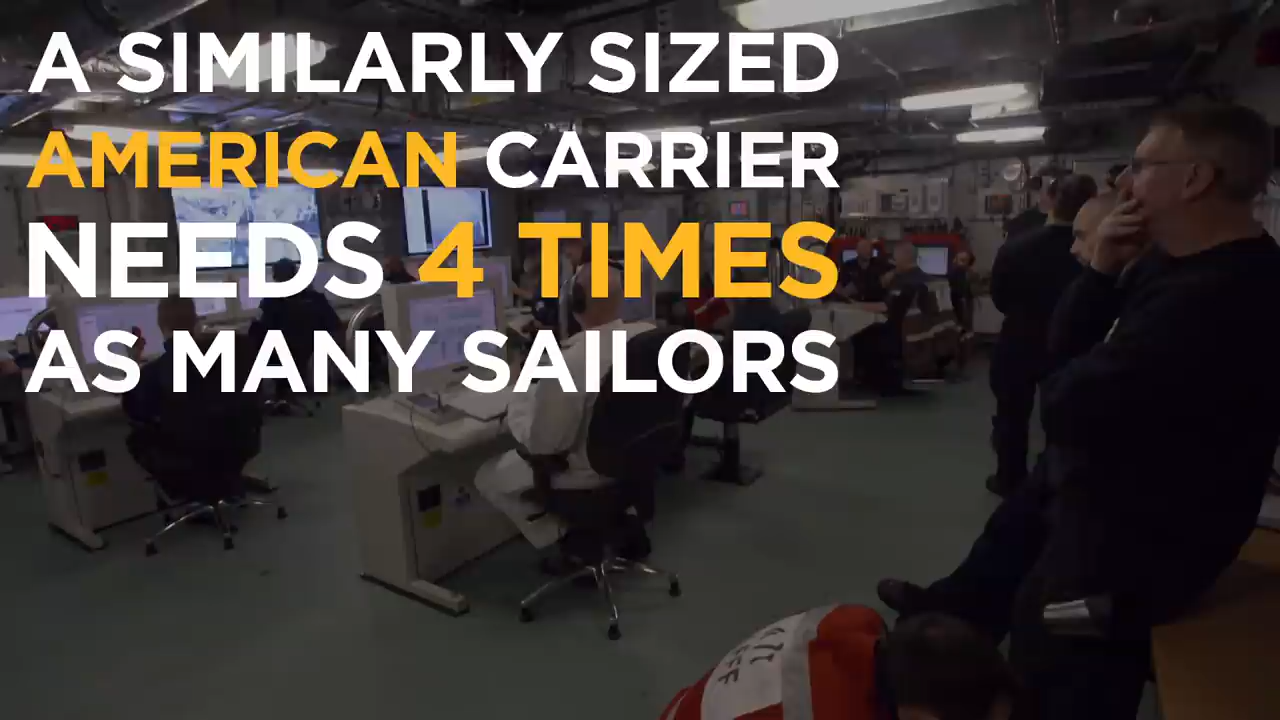 A SIMILARLY SIZED
AMERICAN CARRIER
NEEDS 4 TIMES
AS MANY SAILORS